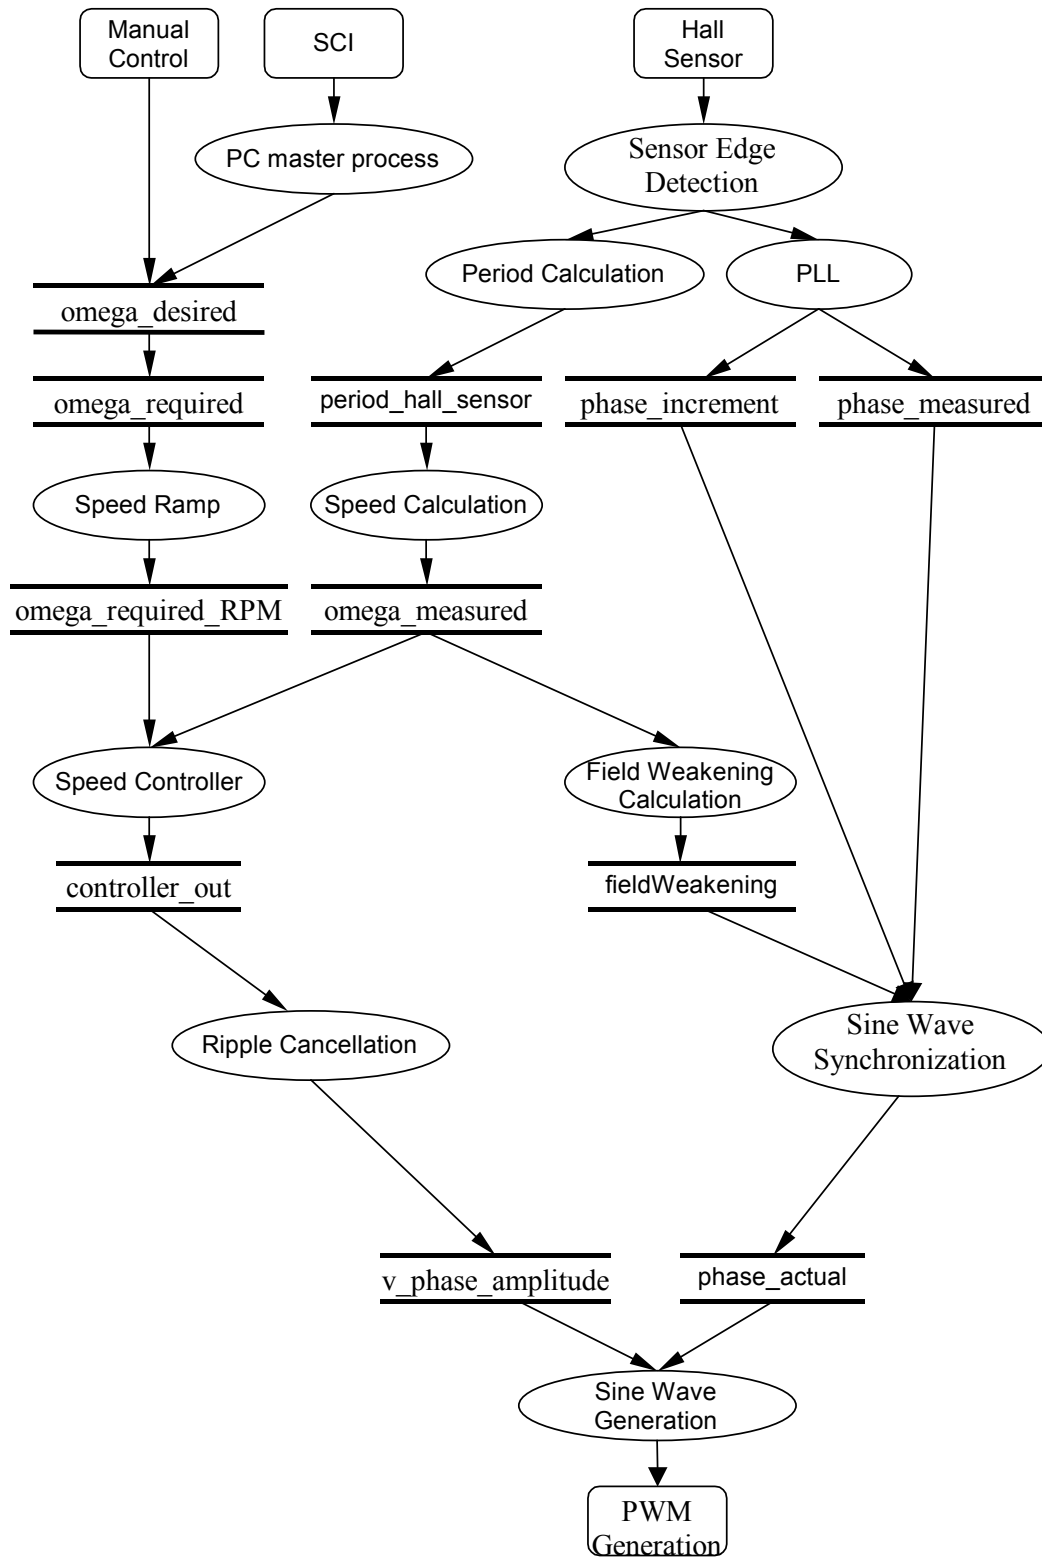 Manual
Control
SCI
Hall
Sensor
PC master process
Sensor Edge
Detection
Period Calculation
PLL
omega_desired
omega_required
period_hall_sensor
phase_increment
phase_measured
Speed Ramp
Speed Calculation
omega_required_RPM
omega_measured
Speed Controller
Field Weakening
Calculation
controller_out
fieldWeakening
Ripple Cancellation
Sine Wave
Synchronization
v_phase_amplitude
phase_actual
Sine Wave
Generation
PWM
Generation